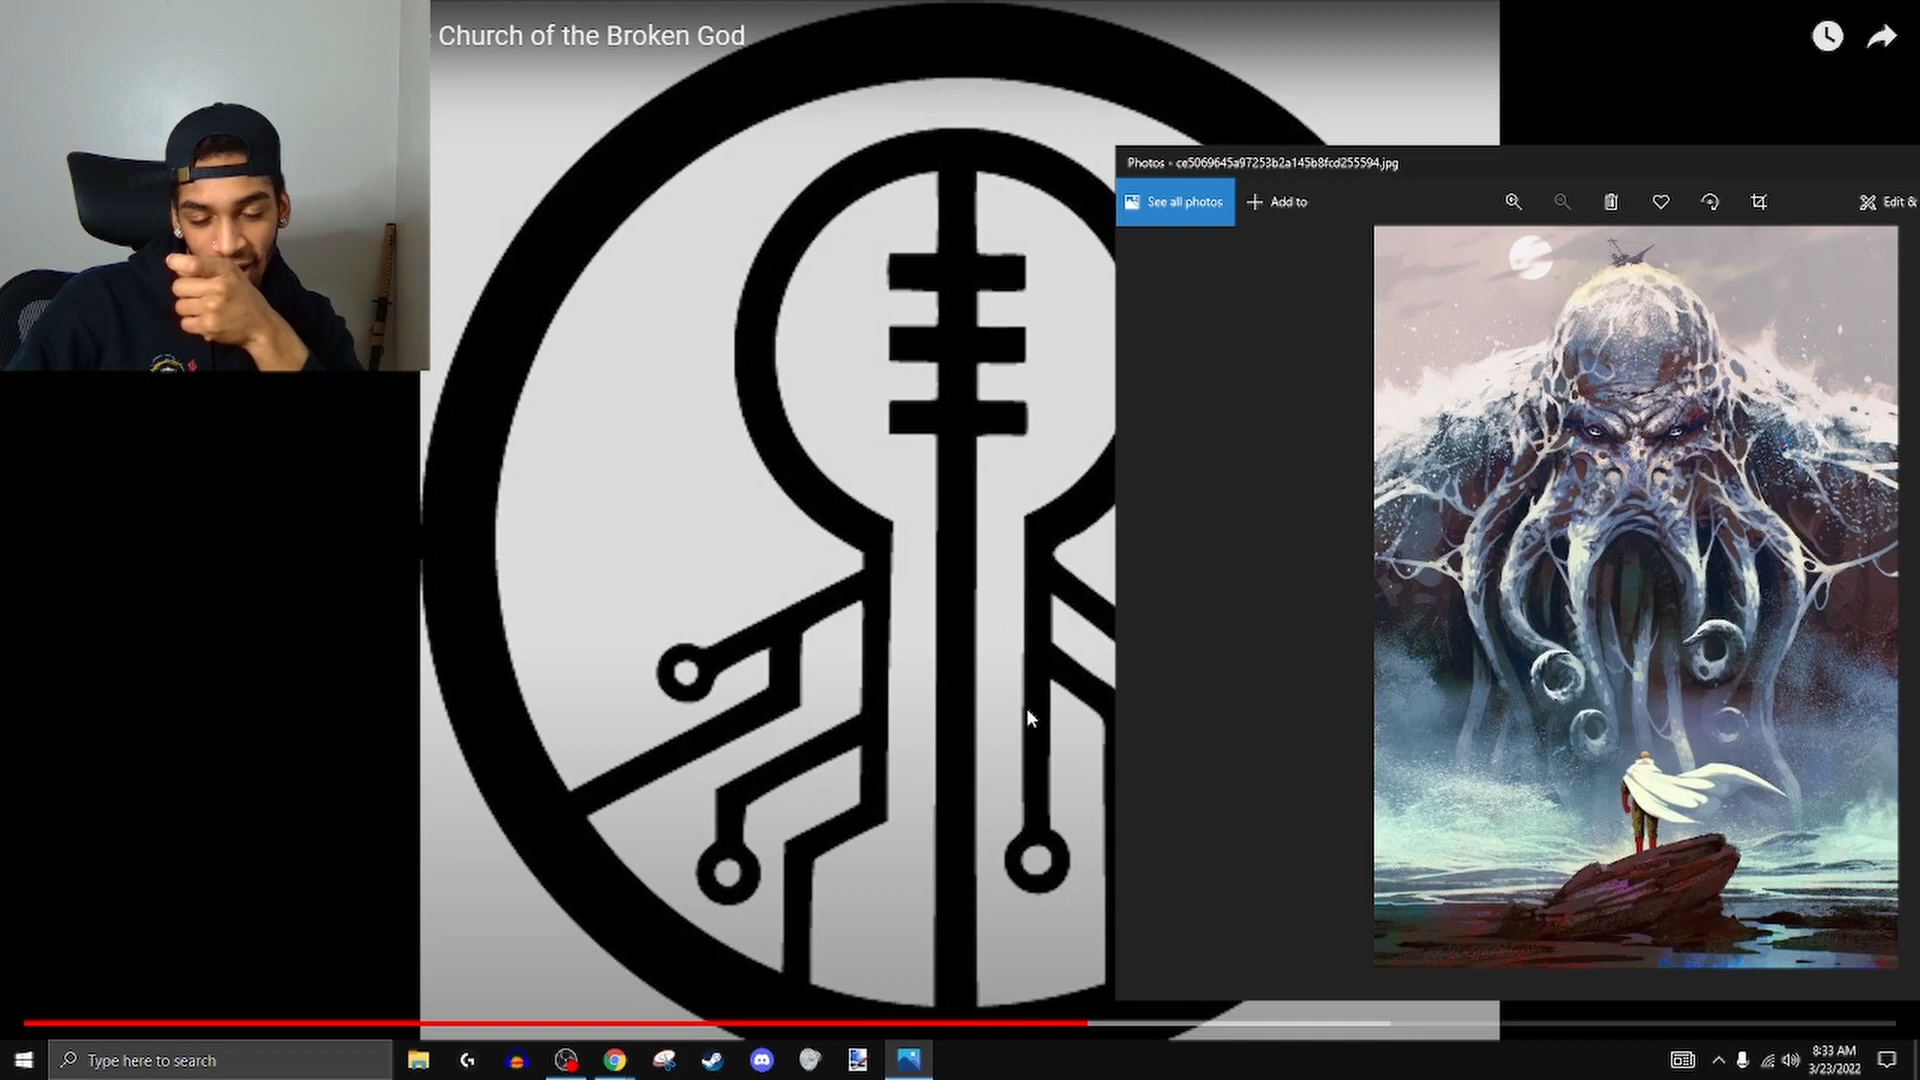 Church of the Broken God
Photos - ce5069645a97253b2a145b8fcd255594.jpg
See all photos
Add to
Edit &
Type here to search
8:33 AM
3/23/2022